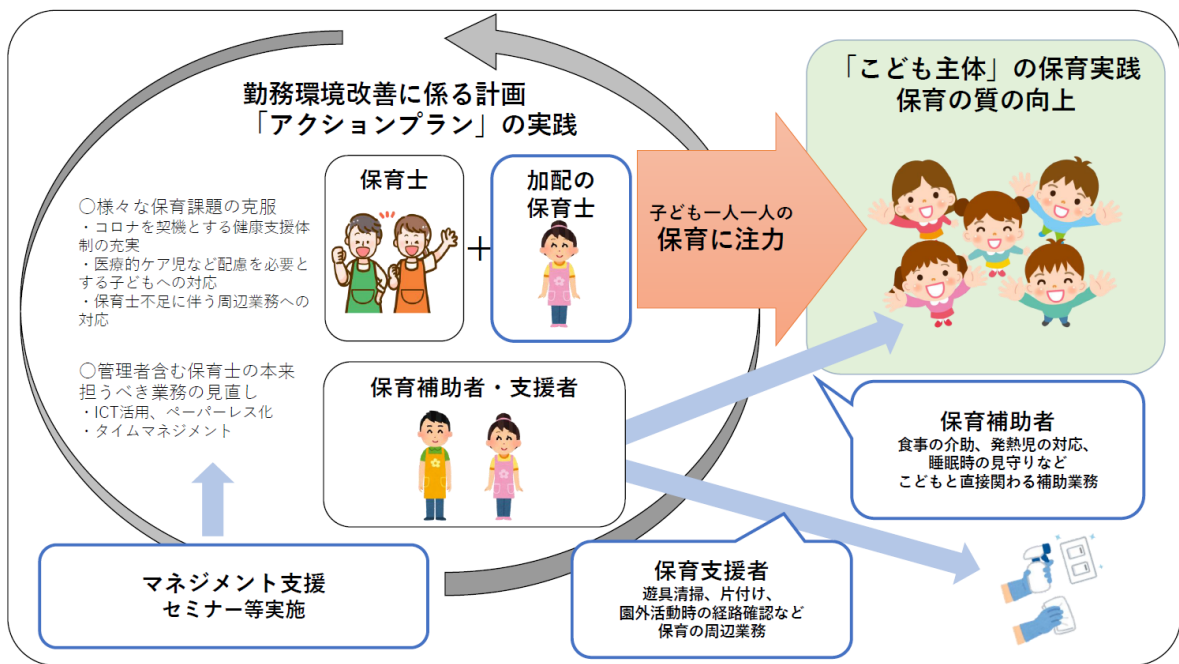 勤務環境改善に係る計画
「アクションプラン」の実践
○様々な保育課題の克服
・コロナを契機とする健康支援体
制の充実
・医療的ケア児など配慮を必要と
する子どもへの対応
・保育士不足に伴う周辺業務への
対応
○管理者含む保育士の本来
担うべき業務の見直し
・ICT活用、ペーパーレス化
・タイムマネジメント
保育士
+
加配の
保育士
保育補助者・支援者
子ども一人一人の
保育に注力
「こども主体」の保育実践
保育の質の向上
保育補助者
食事の介助、発熱児の対応、
睡眠時の見守りなど
こどもと直接関わる補助業務
マネジメント支援
セミナー等実施
保育支援者
遊具清掃、片付け、
園外活動時の経路確認など
保育の周辺業務